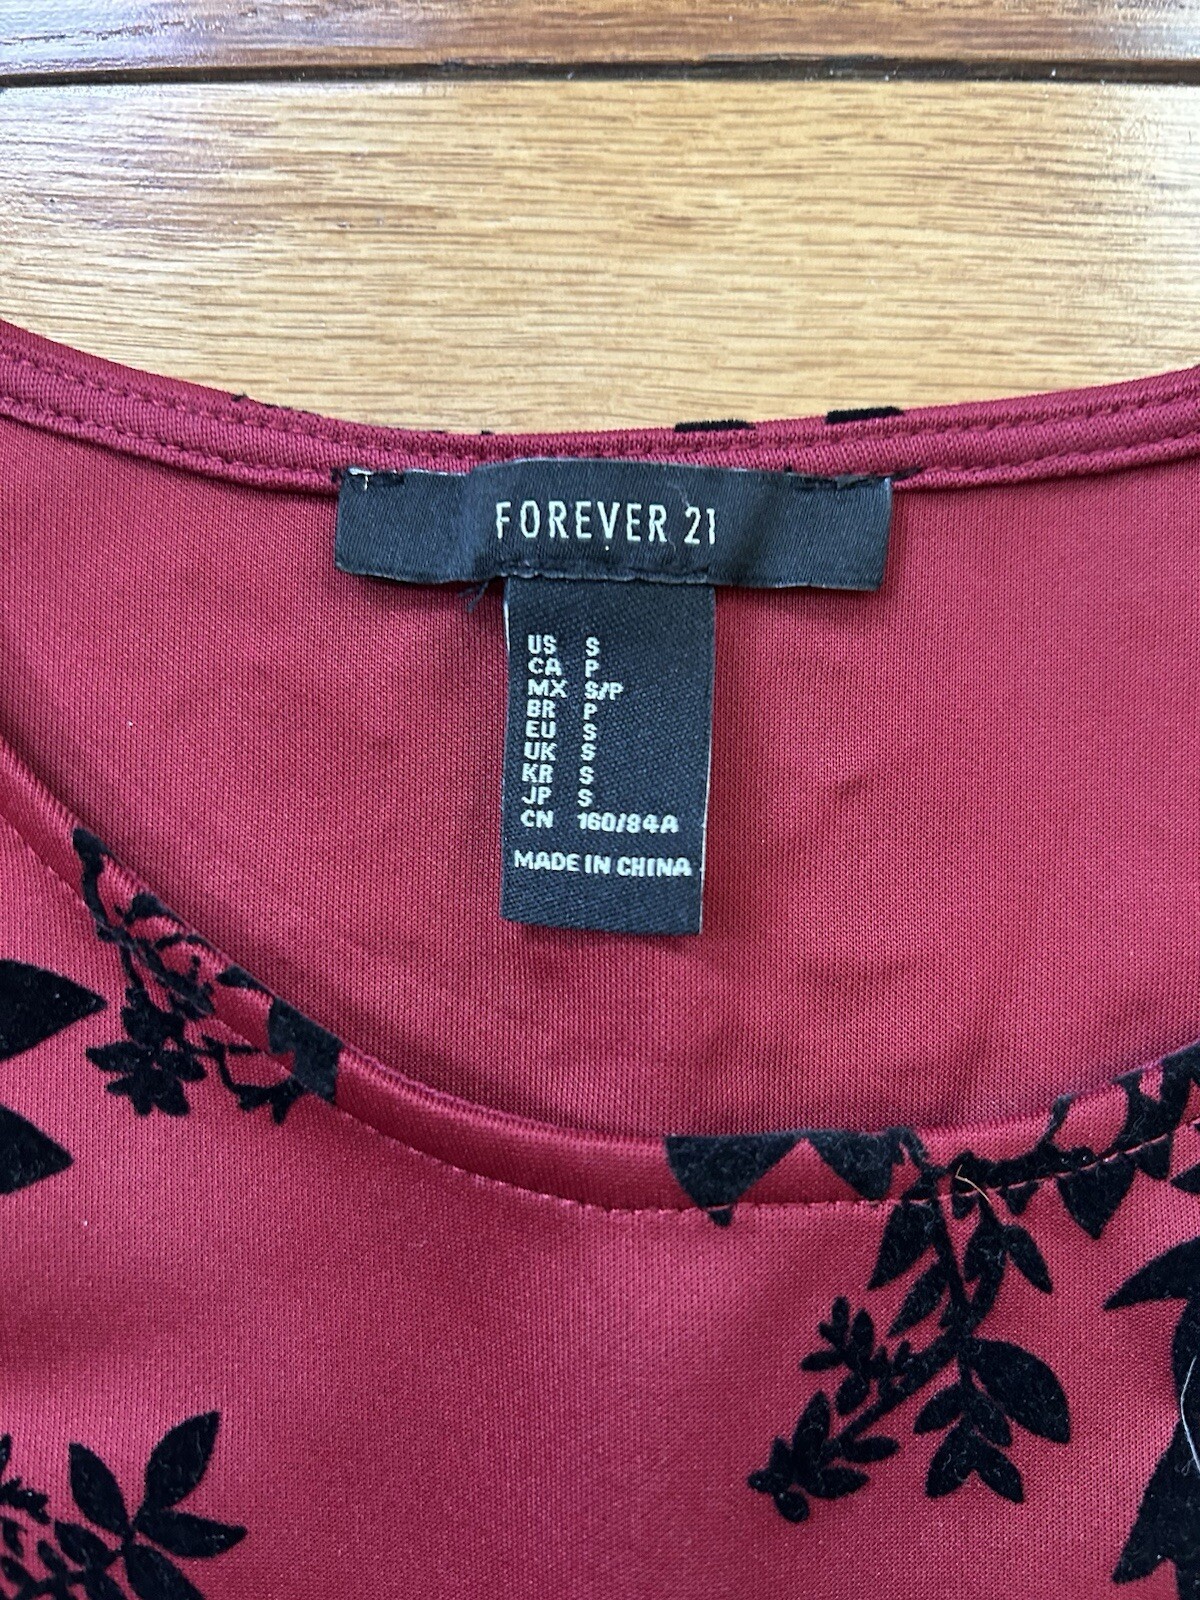 FOREVER 21
US S
CA P
MX S/P
BR P
EU S
UK S
KR S
JP S
CN 160/84A
MADE IN CHINA